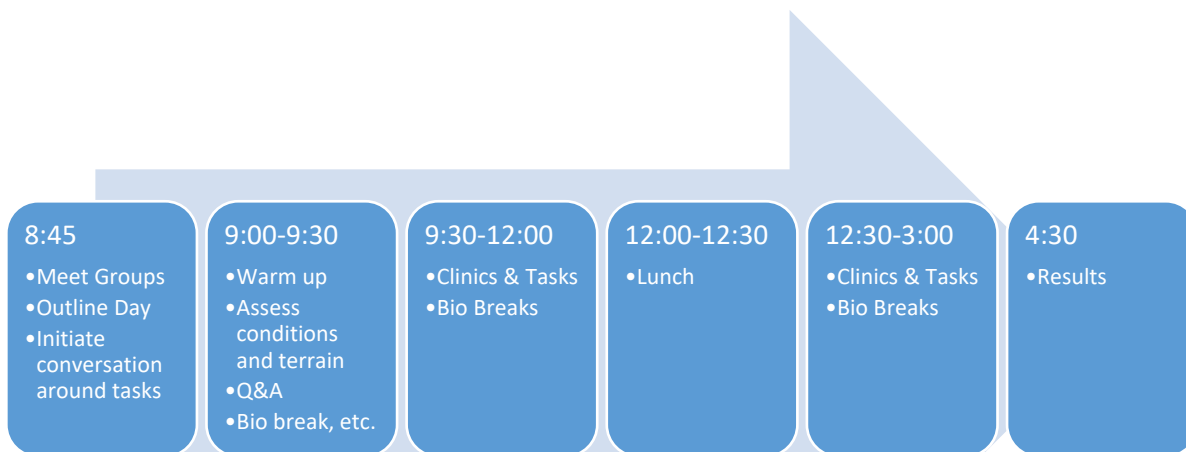 8:45
•Meet Groups
•Outline Day
•Initiate
conversation
around tasks
9:00-9:30
•Warm up
•Assess
conditions
and terrain
•Q&A
•Bio break, etc.
9:30-12:00
•Clinics & Tasks
•Bio Breaks
12:00-12:30
•Lunch
12:30-3:00
•Clinics & Tasks
•Bio Breaks
4:30
•Results